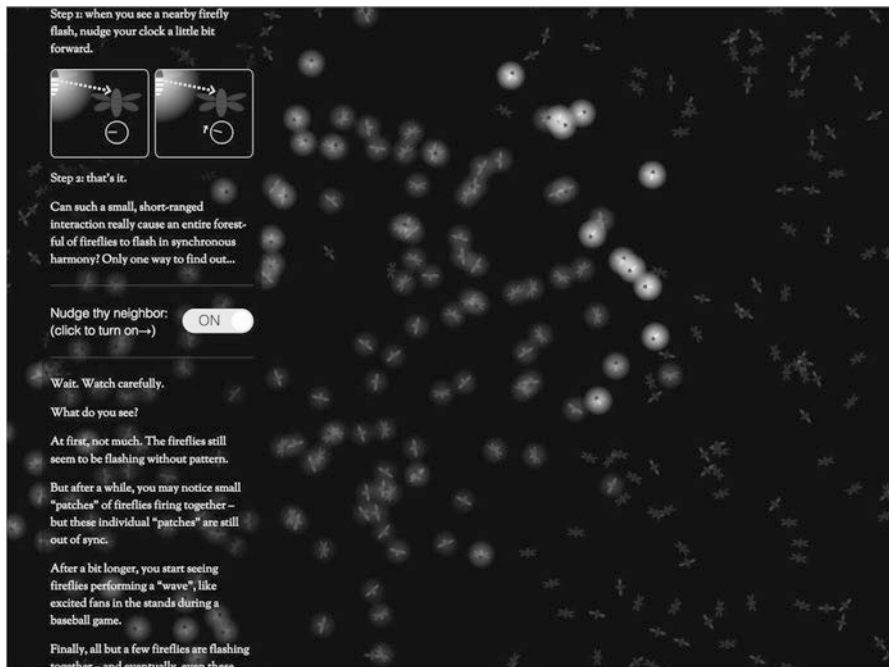 Step 1: when you see a nearby firefly
flash, nudge your clock a little bit
forward.
Step 2: that's it.
Can such a small, short-ranged
interaction really cause an entire forest-
ful of fireflies to flash in synchronous
harmony? Only one way to find out...
Nudge thy neighbor:
(click to turn on→)
ON
Wait. Watch carefully.
What do you see?
At first, not much. The fireflies still
seem to be flashing without pattern.
But after a while, you may notice small
“patches” of fireflies firing together –
but these individual “patches” are still
out of sync.
After a bit longer, you start seeing
fireflies performing a “wave”, like
excited fans in the stands during a
baseball game.
Finally, all but a few fireflies are flashing
together – and eventually, even these